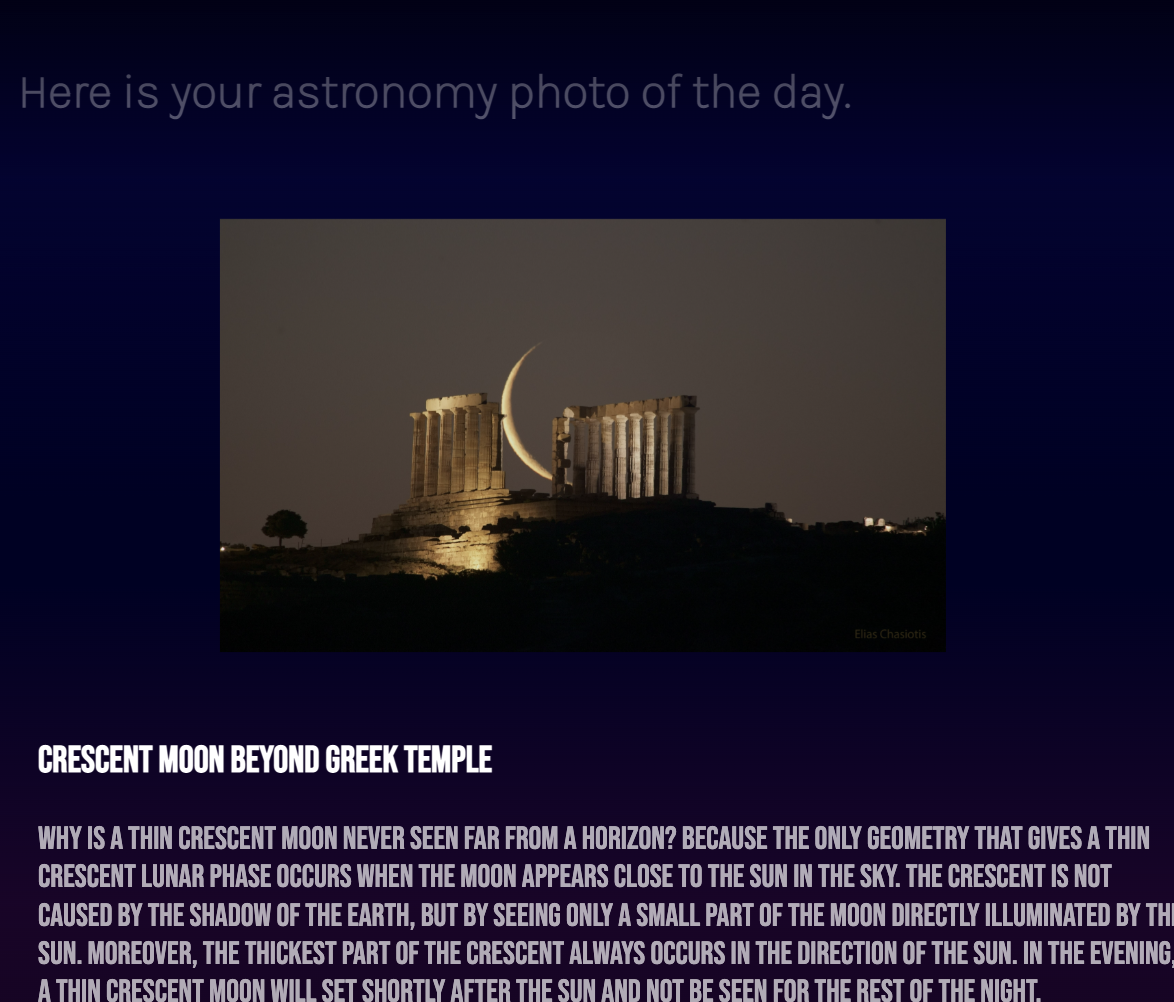 Here is your astronomy photo of the day.
Elias Chasiotis
CRESCENT MOON BEYOND GREEK TEMPLE
WHY IS A THIN CRESCENT MOON NEVER SEEN FAR FROM A HORIZON? BECAUSE THE ONLY GEOMETRY THAT GIVES A THIN
CRESCENT LUNAR PHASE OCCURS WHEN THE MOON APPEARS CLOSE TO THE SUN IN THE SKY. THE CRESCENT IS NOT
CAUSED BY THE SHADOW OF THE EARTH, BUT BY SEEING ONLY A SMALL PART OF THE MOON DIRECTLY ILLUMINATED BY THE
SUN. MOREOVER, THE THICKEST PART OF THE CRESCENT ALWAYS OCCURS IN THE DIRECTION OF THE SUN. IN THE EVENING,
A THIN CRESCENT MOON WILL SET SHORTLY AFTER THE SUN AND NOT BE SEEN FOR THE REST OF THE NIGHT.